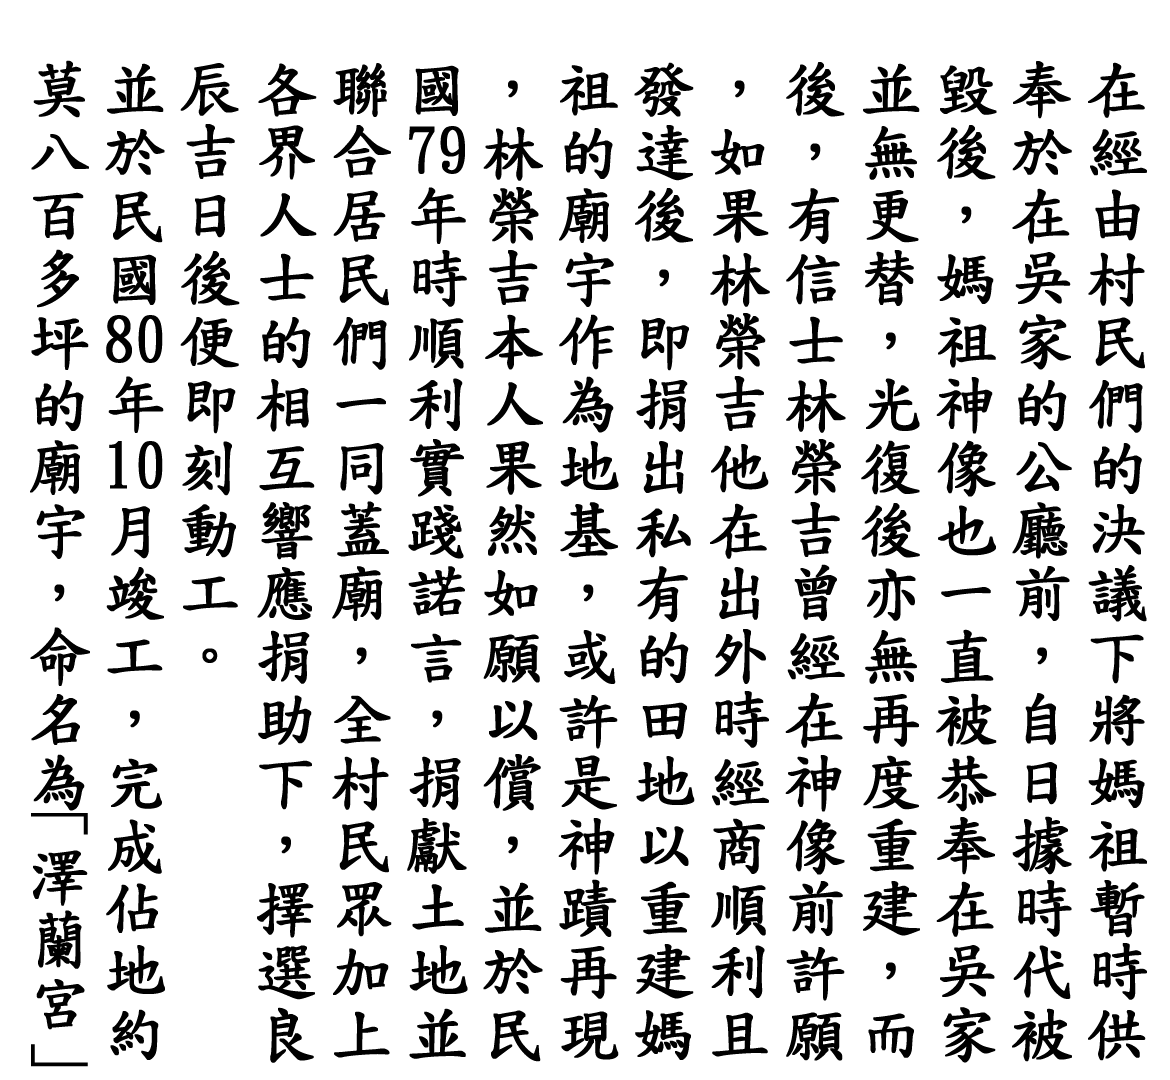 在經由村民們的決議下將媽祖暫時供
奉於在吳家的公廳前，自日據時代被
毀後，媽祖神像也一直被恭奉在吳家
並無更替，光復後亦無再度重建，而
後，有信士林榮吉曾經在神像前許願
，如果林榮吉他在出外時經商順利且
發達後，即捐出私有的田地以重建媽
祖的廟宇作為地基，或許是神蹟再現
，林榮吉本人果然如願以償，並於民
國79年時順利實踐諾言，捐獻土地並
聯合居民們一同蓋廟，全村民眾加上
各界人士的相互響應捐助下，擇選良
辰吉日後便即刻動工。
並於民國80年10月竣工，完成佔地約
莫八百多坪的廟宇，命名為「澤蘭宮」